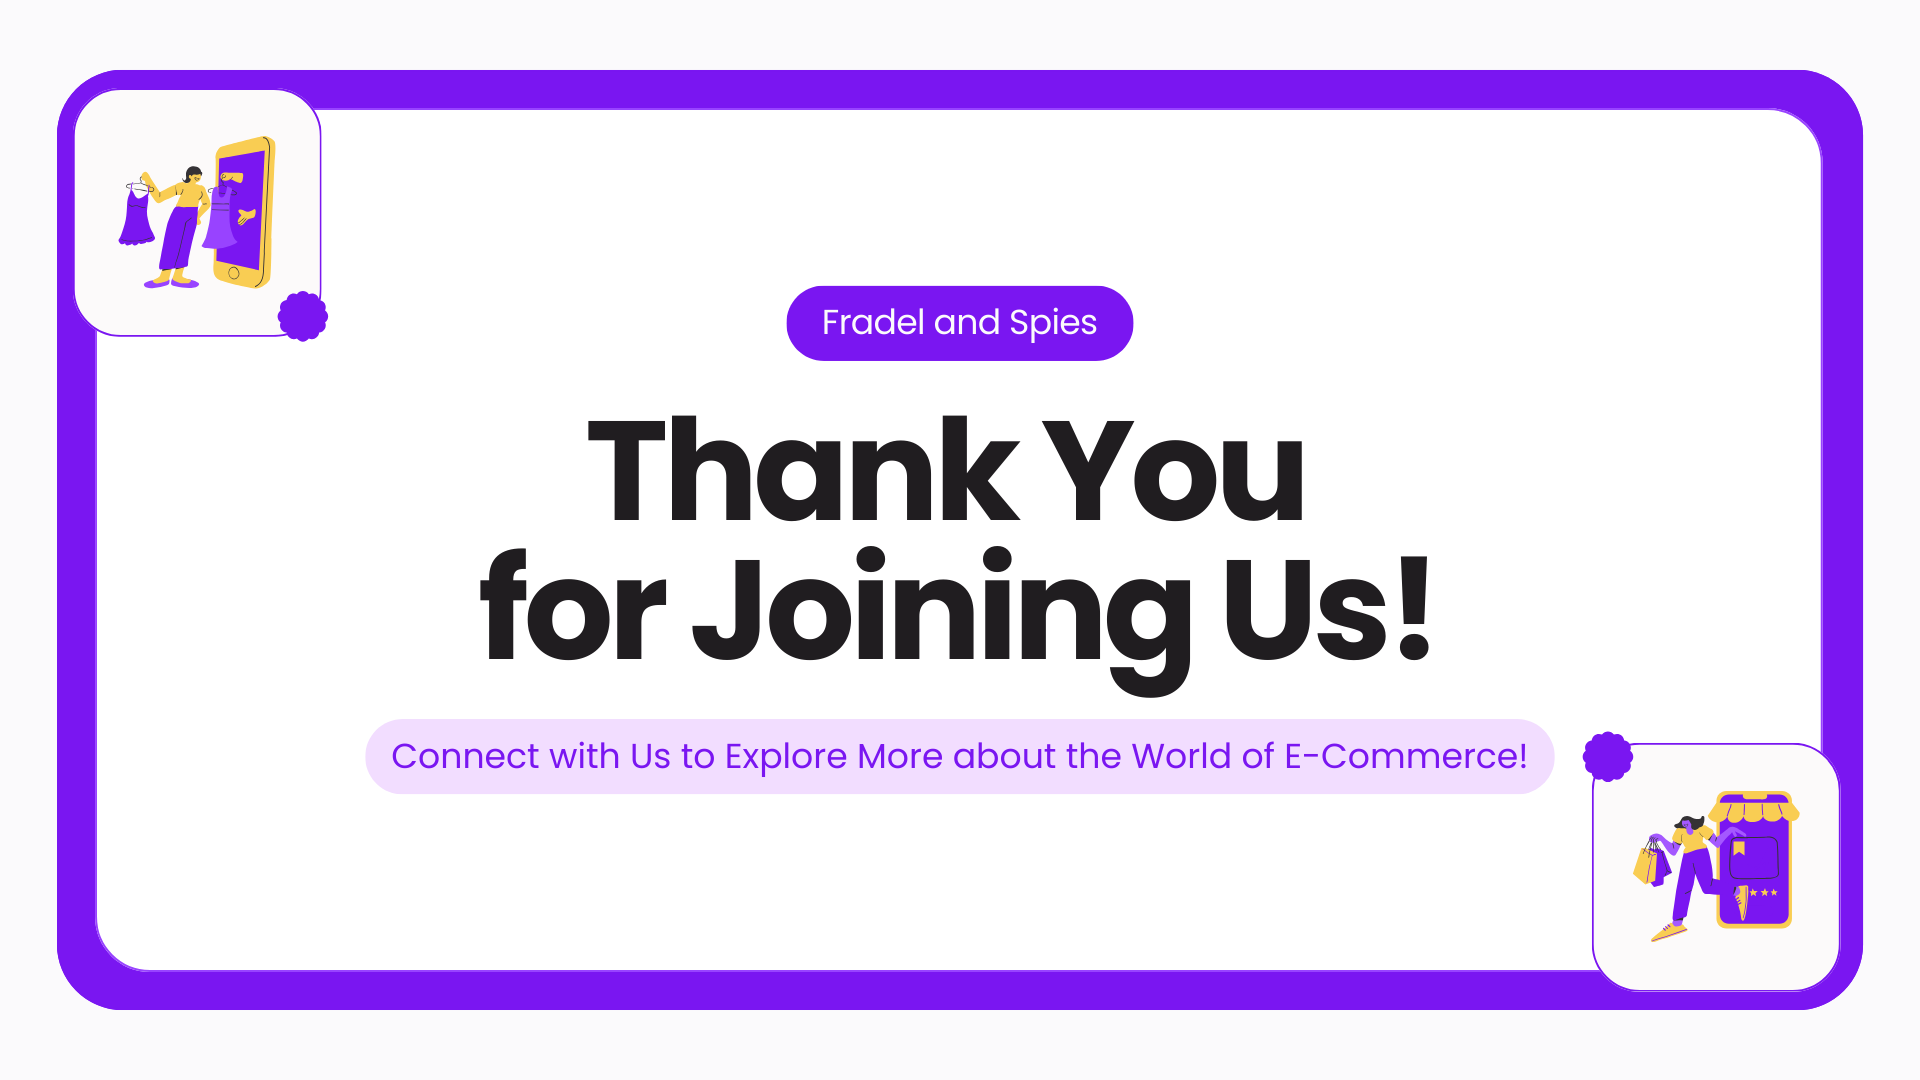 Fradel and Spies
Thank You
for Joining Us!
Connect with Us to Explore More about the World of E-Commerce!